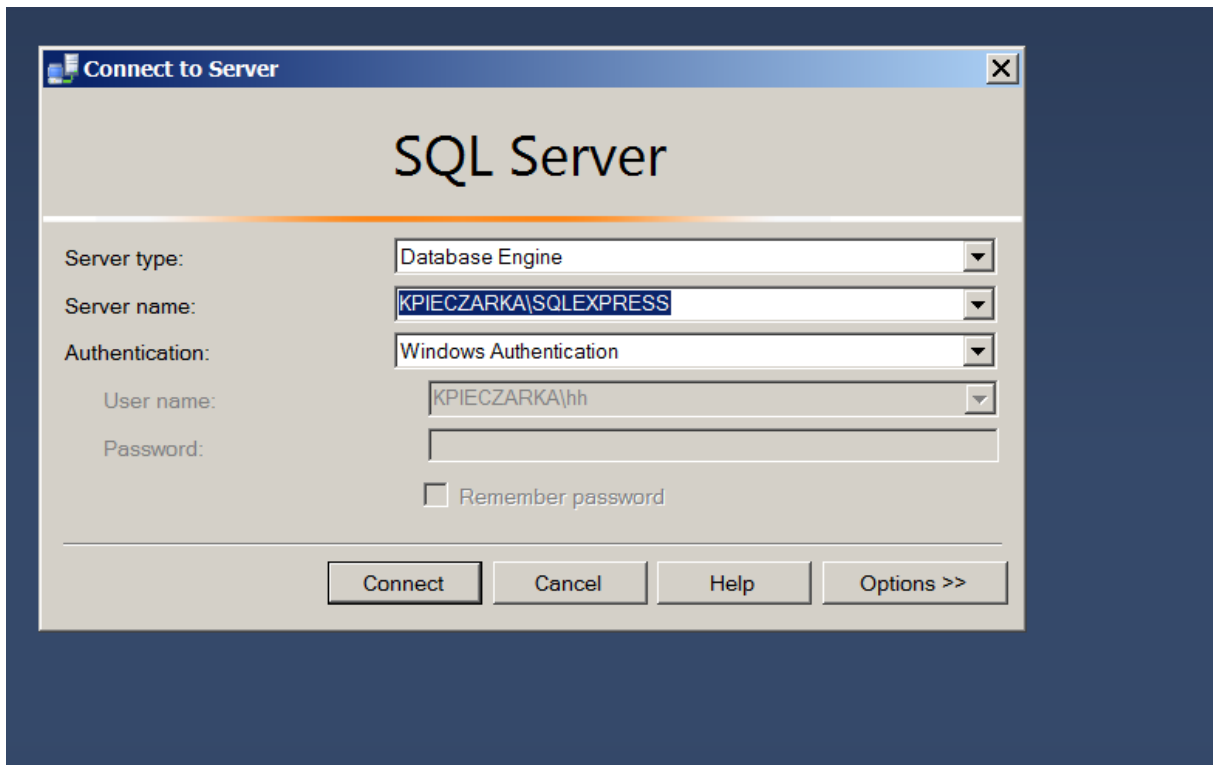 Connect to Server
SQL Server
Server type: Database Engine
Server name: KPIECZARKA\SQLEXPRESS
Authentication: Windows Authentication
User name: KPIECZARKA\hh
Password:
Remember password
Connect Cancel Help Options >>